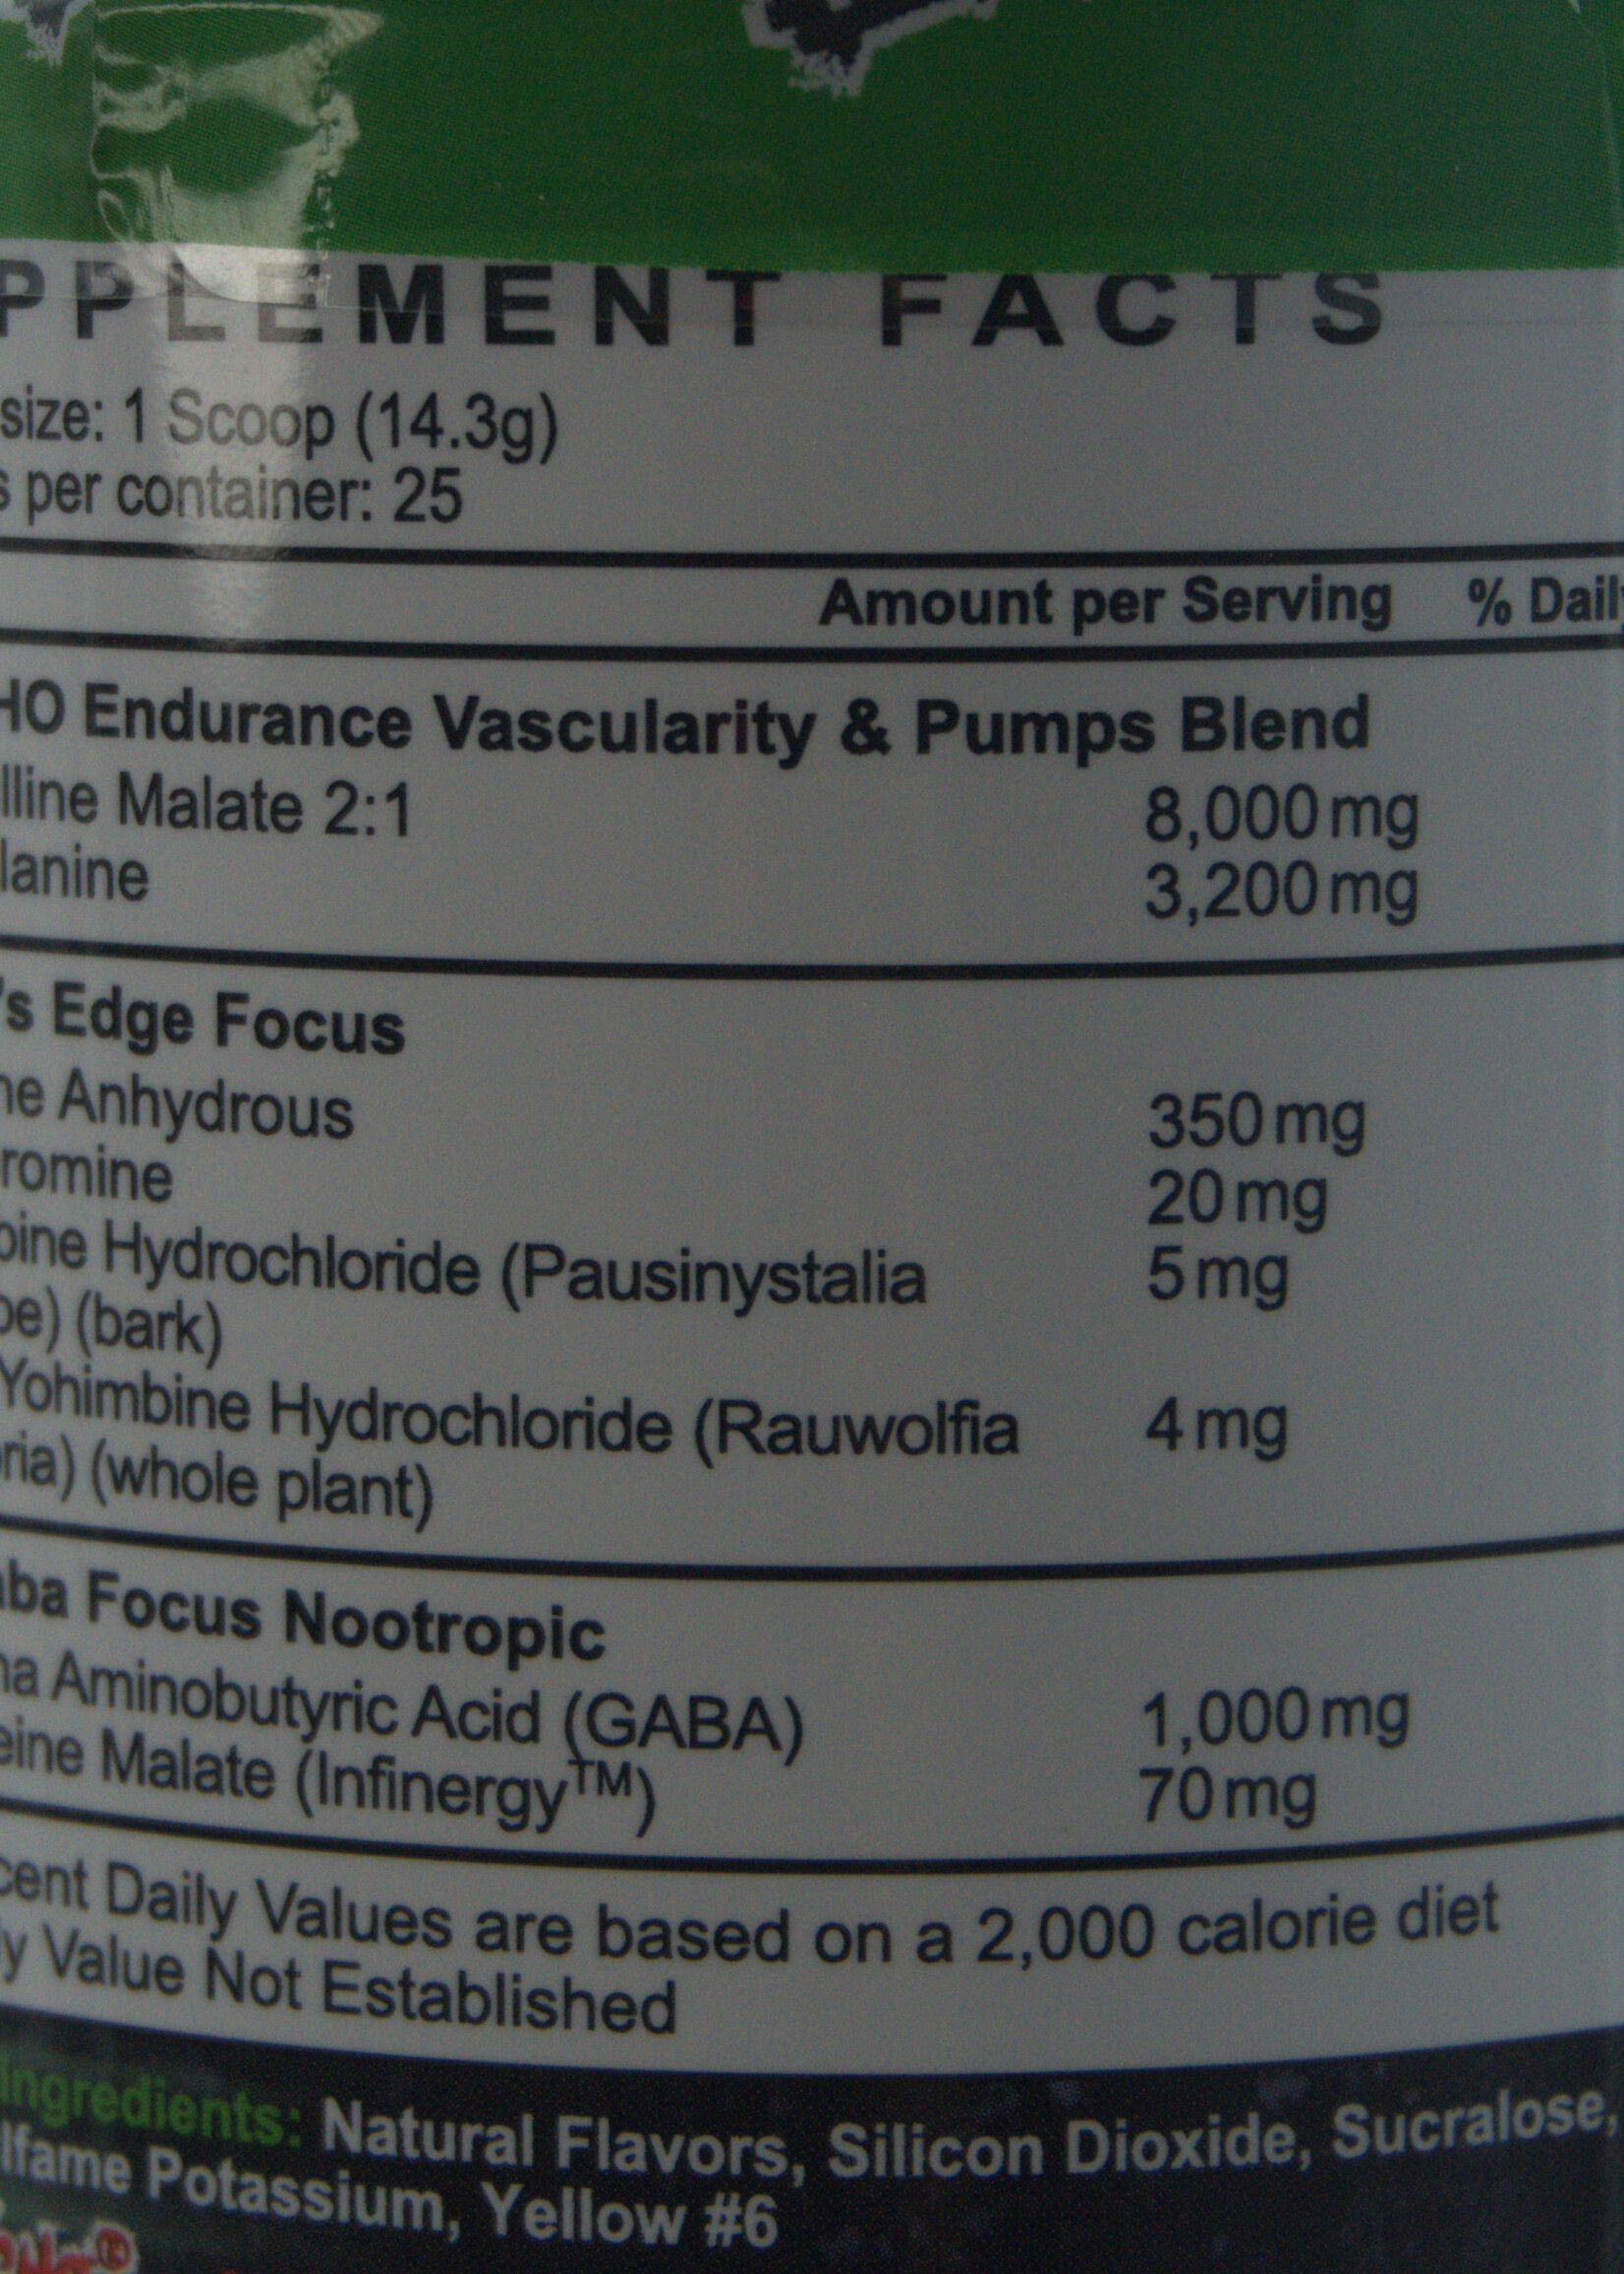 PPLEMENT FACTS
size: 1 Scoop (14.3g)
s per container: 25
Amount per Serving % Daily
HO Endurance Vascularity & Pumps Blend
lline Malate 2:1 8,000 mg
lanine 3,200 mg
's Edge Focus
ne Anhydrous 350 mg
romine 20 mg
bine Hydrochloride (Pausinystalia 5 mg
be) (bark)
Yohimbine Hydrochloride (Rauwolfia 4 mg
ria) (whole plant)
aba Focus Nootropic
na Aminobutyric Acid (GABA) 1,000 mg
eine Malate (Infinergy™) 70 mg
cent Daily Values are based on a 2,000 calorie diet
y Value Not Established
Ingredients: Natural Flavors, Silicon Dioxide, Sucralose,
lfame Potassium, Yellow #6